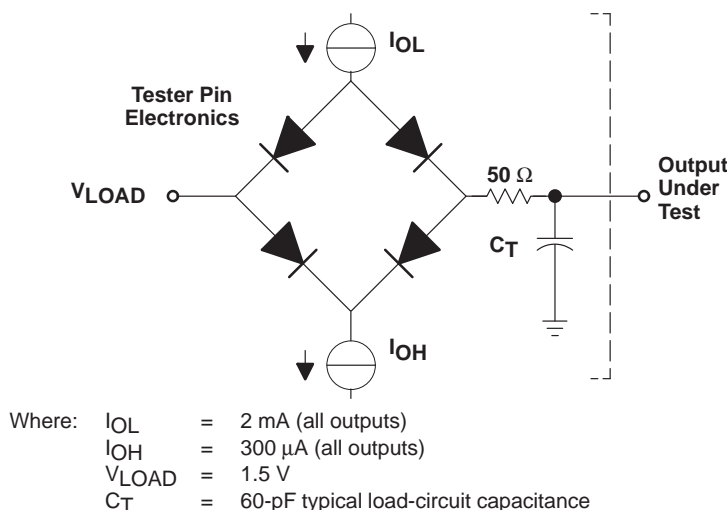 IOL
Tester Pin
Electronics
VLOAD
50 Ω
Output
Under
Test
CT
IOH
Where: IOL = 2 mA (all outputs)
IOH = 300 μA (all outputs)
VLOAD = 1.5 V
CT = 60-pF typical load-circuit capacitance